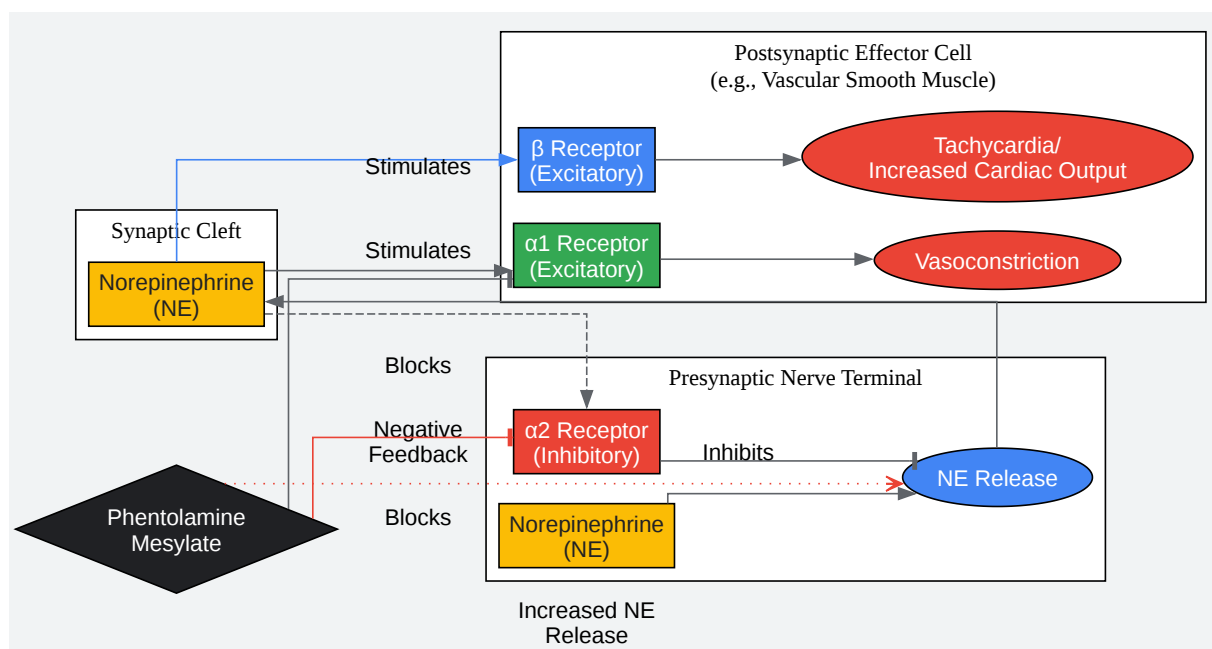 Postsynaptic Effector Cell
(e.g., Vascular Smooth Muscle)
β Receptor
(Excitatory)
Tachycardia/
Increased Cardiac Output
Stimulates
Synaptic Cleft
α1 Receptor
(Excitatory)
Vasoconstriction
Stimulates
Norepinephrine
(NE)
Blocks
Presynaptic Nerve Terminal
Negative
Feedback
α2 Receptor
(Inhibitory)
Inhibits
NE Release
Phentolamine
Mesylate
Blocks
Norepinephrine
(NE)
Increased NE
Release